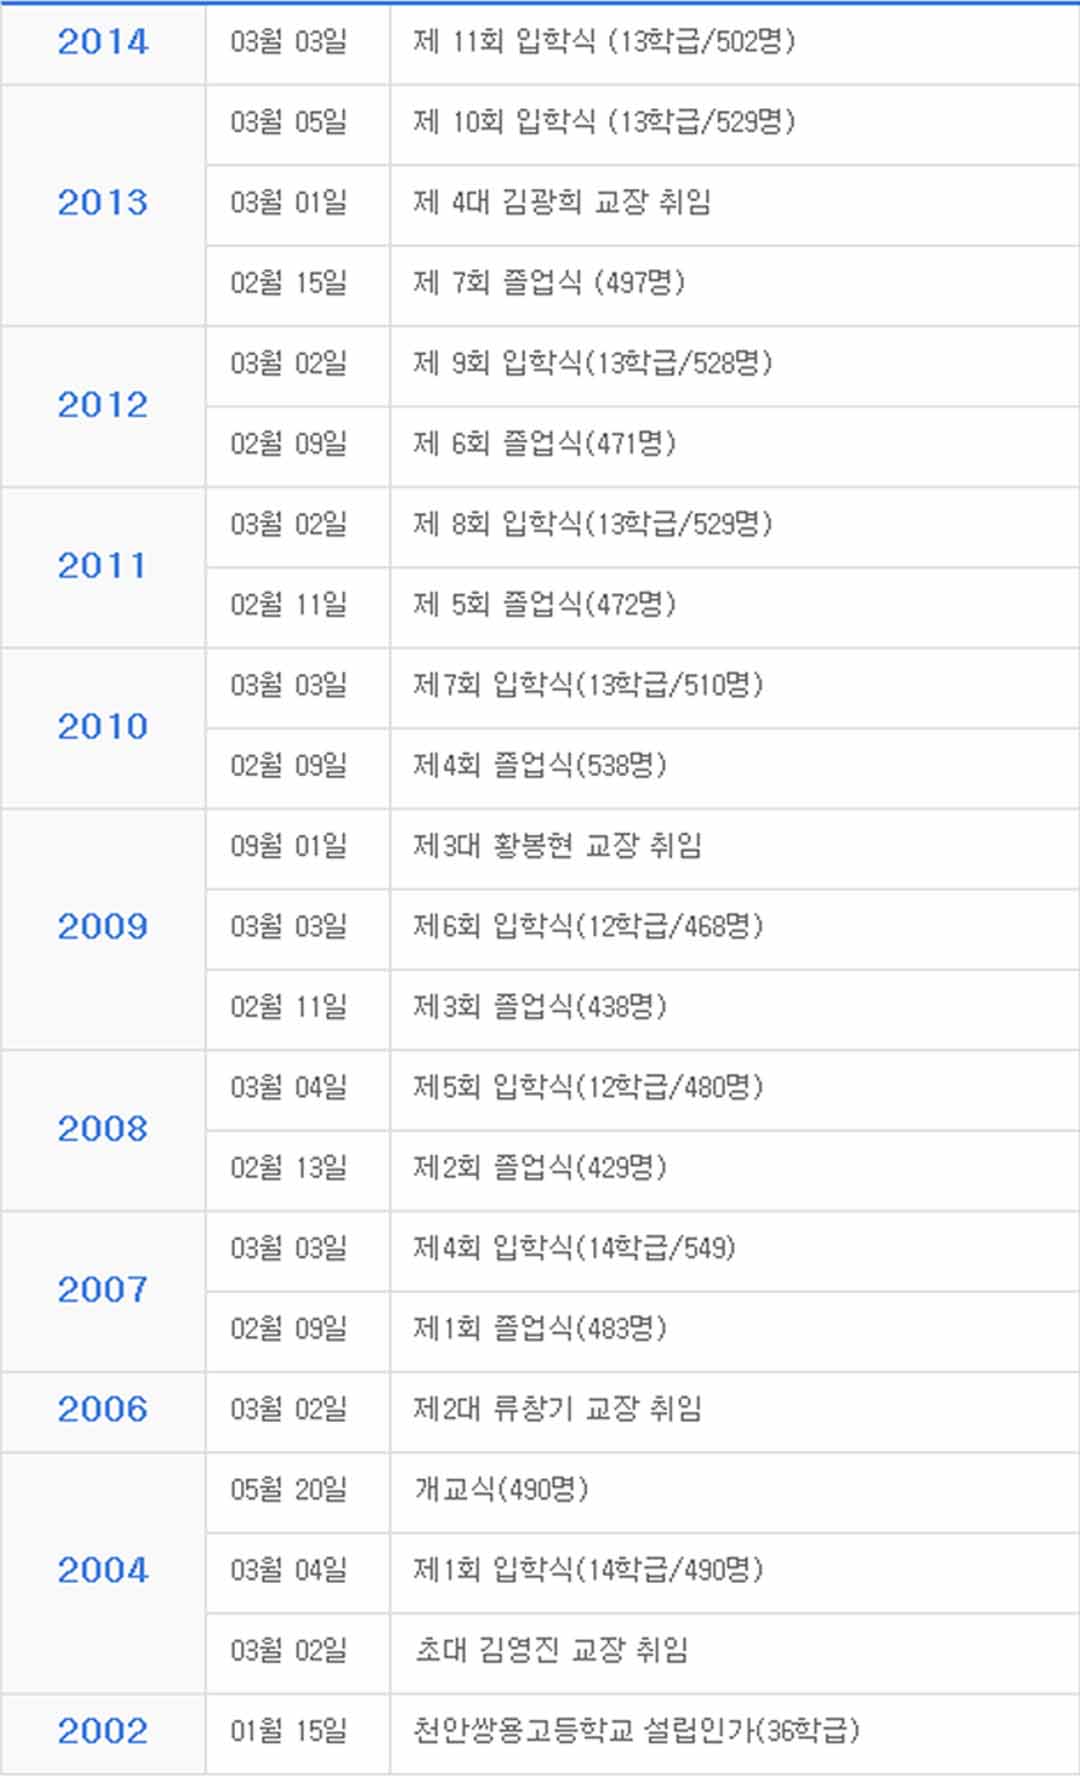 2014 03월 03일 제 11회 입학식 (13학급/502명)
2013 03월 05일 제 10회 입학식 (13학급/529명)
03월 01일 제 4대 김광희 교장 취임
02월 15일 제 7회 졸업식 (497명)
2012 03월 02일 제 9회 입학식(13학급/528명)
02월 09일 제 6회 졸업식(471명)
2011 03월 02일 제 8회 입학식(13학급/529명)
02월 11일 제 5회 졸업식(472명)
2010 03월 03일 제7회 입학식(13학급/510명)
02월 09일 제4회 졸업식(538명)
2009 09월 01일 제3대 황봉현 교장 취임
03월 03일 제6회 입학식(12학급/468명)
02월 11일 제3회 졸업식(438명)
2008 03월 04일 제5회 입학식(12학급/480명)
02월 13일 제2회 졸업식(429명)
2007 03월 03일 제4회 입학식(14학급/549)
02월 09일 제1회 졸업식(483명)
2006 03월 02일 제2대 류창기 교장 취임
2004 05월 20일 개교식(490명)
03월 04일 제1회 입학식(14학급/490명)
03월 02일 초대 김영진 교장 취임
2002 01월 15일 천안쌍용고등학교 설립인가(36학급)